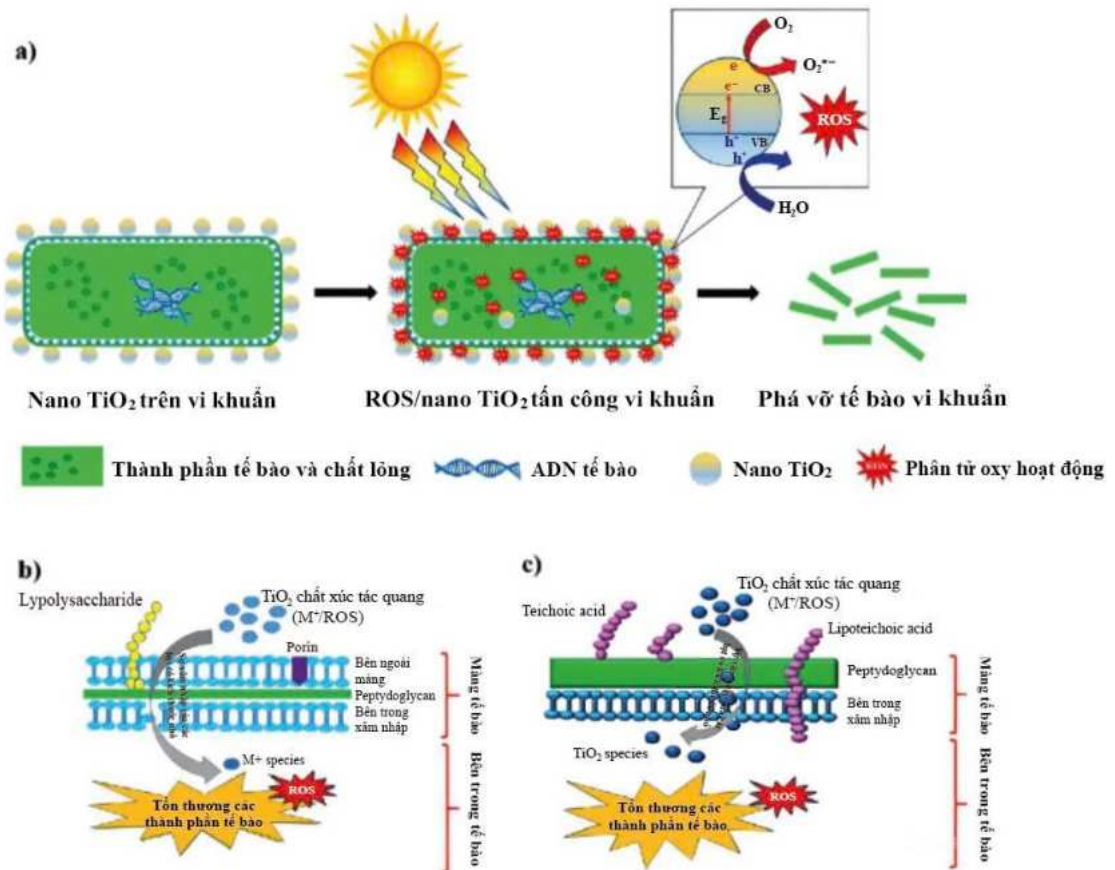 a)
O₂
O₂•−
e
e⁻
CB
E
h⁺
VB
h⁺
ROS
H₂O
Nano TiO₂ trên vi khuẩn
ROS/nano TiO₂ tấn công vi khuẩn
Phá vỡ tế bào vi khuẩn
Thành phần tế bào và chất lỏng
ADN tế bào
Nano TiO₂
ROS
Phân tử oxy hoạt động
b)
Lypolysaccharide
TiO₂ chất xúc tác quang
(M⁺/ROS)
Porin
Bên ngoài
màng
Peptydoglycan
Bên trong
xâm nhập
Màng tế bào
M+ species
ROS
Tổn thương các
thành phần tế bào
Bên trong tế bào
c)
Teichoic acid
TiO₂ chất xúc tác quang
(M⁺/ROS)
Lipoteichoic acid
Peptydoglycan
Bên trong
xâm nhập
Màng tế bào
TiO₂ species
ROS
Tổn thương các
thành phần tế bào
Bên trong tế bào